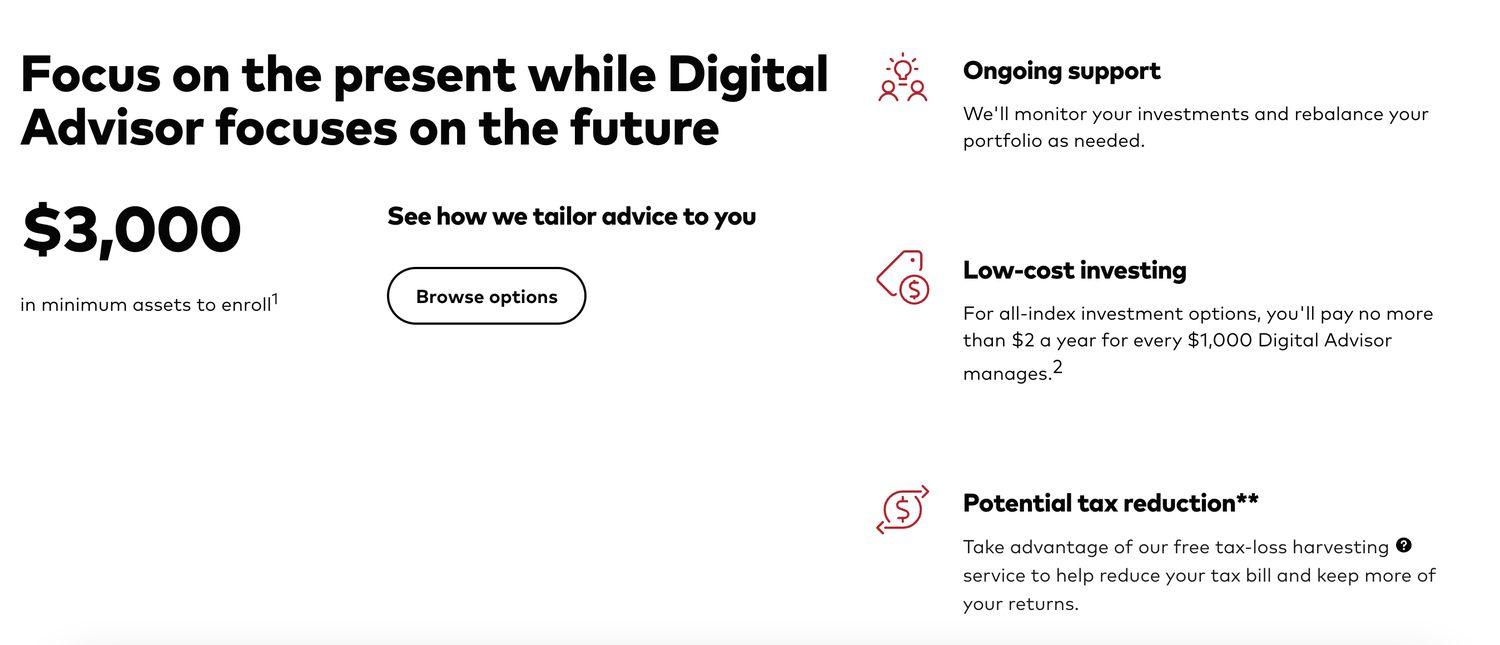 Focus on the present while Digital
Advisor focuses on the future
$3,000
in minimum assets to enroll1
See how we tailor advice to you
Browse options
Ongoing support
We'll monitor your investments and rebalance your
portfolio as needed.
Low-cost investing
For all-index investment options, you'll pay no more
than $2 a year for every $1,000 Digital Advisor
manages.2
Potential tax reduction**
Take advantage of our free tax-loss harvesting ?
service to help reduce your tax bill and keep more of
your returns.